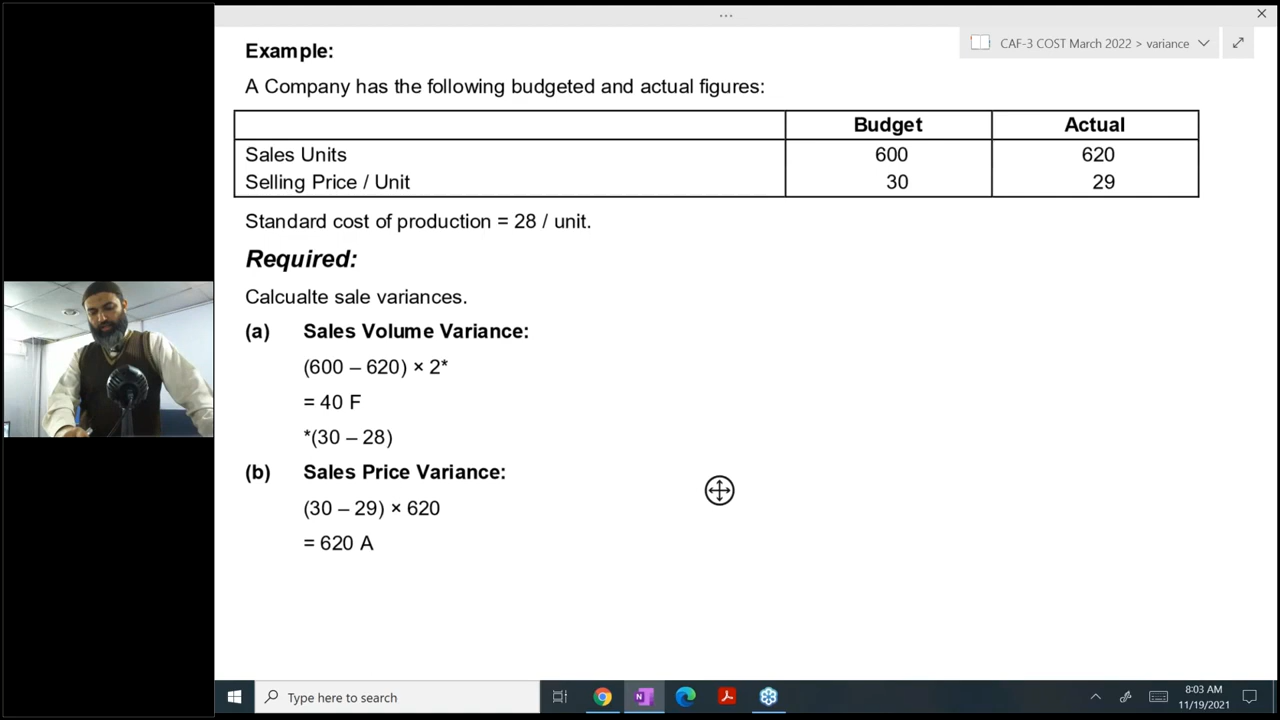 ...
CAF-3 COST March 2022 > variance
Example:
A Company has the following budgeted and actual figures:
Budget Actual
Sales Units 600 620
Selling Price / Unit 30 29
Standard cost of production = 28 / unit.
Required:
Calcualte sale variances.
(a) Sales Volume Variance:
(600 – 620) × 2*
= 40 F
*(30 – 28)
(b) Sales Price Variance:
(30 – 29) × 620
= 620 A
Type here to search
8:03 AM
11/19/2021